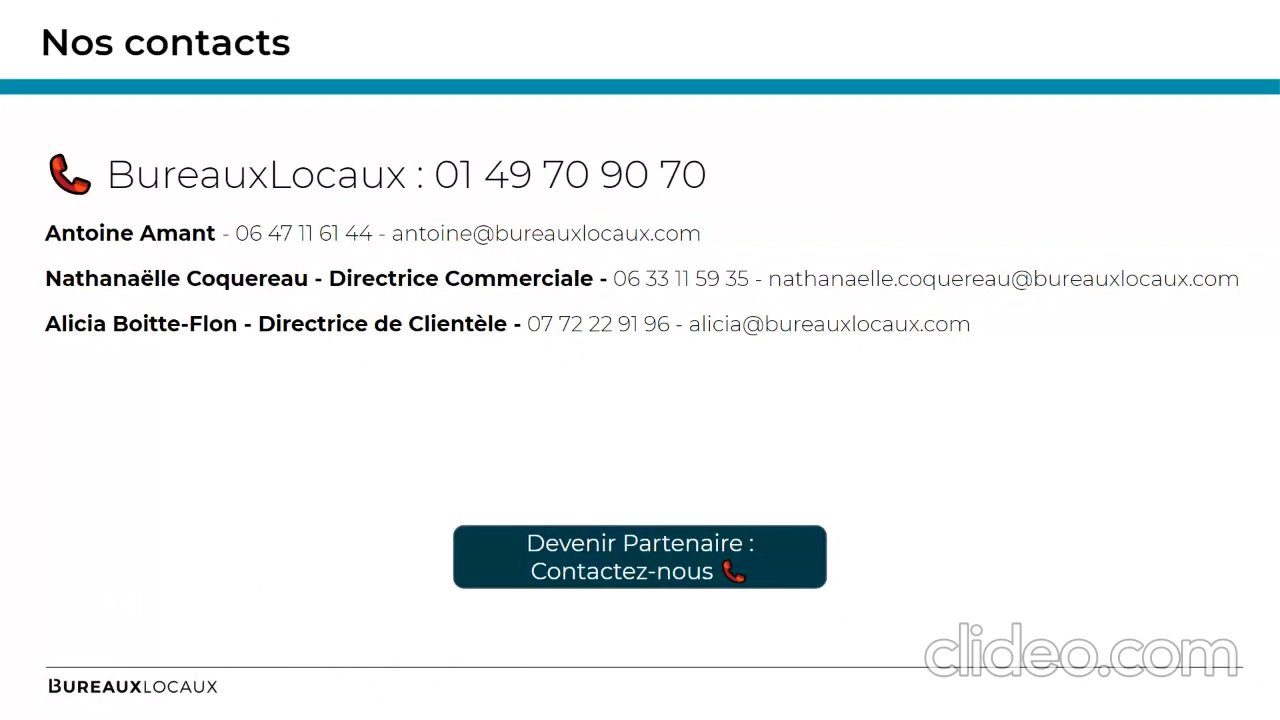 Nos contacts
BureauxLocaux : 01 49 70 90 70
Antoine Amant - 06 47 11 61 44 - antoine@bureauxlocaux.com
Nathanaëlle Coquereau - Directrice Commerciale - 06 33 11 59 35 - nathanaelle.coquereau@bureauxlocaux.com
Alicia Boitte-Flon - Directrice de Clientèle - 07 72 22 91 96 - alicia@bureauxlocaux.com
Devenir Partenaire :
Contactez-nous
clideo.com
BUREAUXLOCAUX